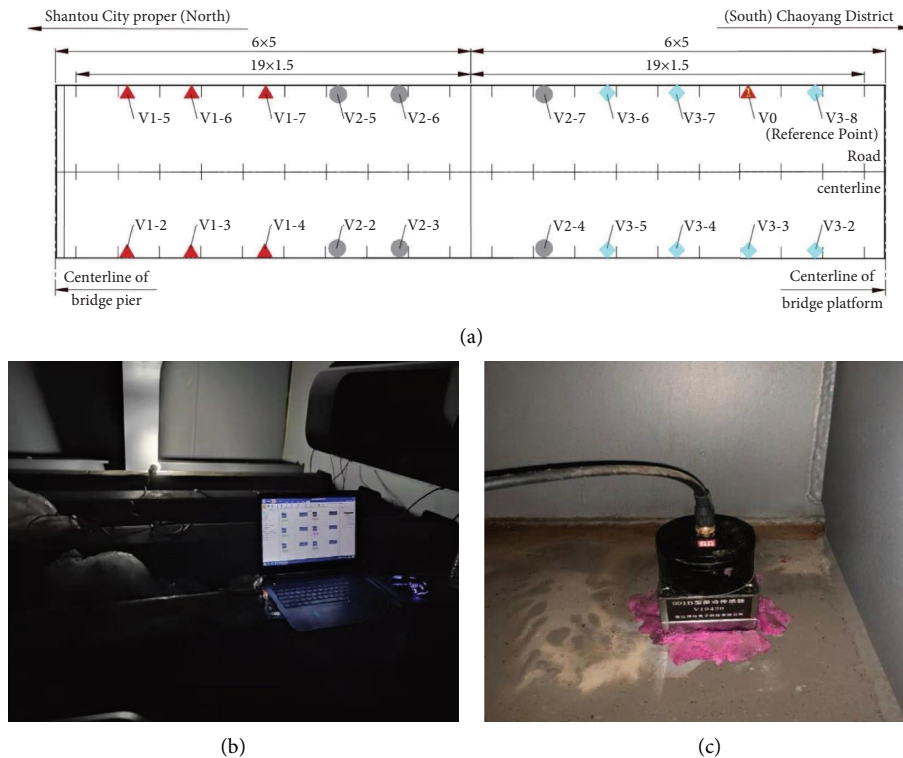 Shantou City proper (North)
(South) Chaoyang District
6×5
6×5
19×1.5
19×1.5
V1-5
V1-6
V1-7
V2-5
V2-6
V2-7
V3-6
V3-7
V0
V3-8
(Reference Point)
Road
centerline
V1-2
V1-3
V1-4
V2-2
V2-3
V2-4
V3-5
V3-4
V3-3
V3-2
Centerline of
bridge pier
Centerline of
bridge platform
(a)
(b)
V10420
(c)